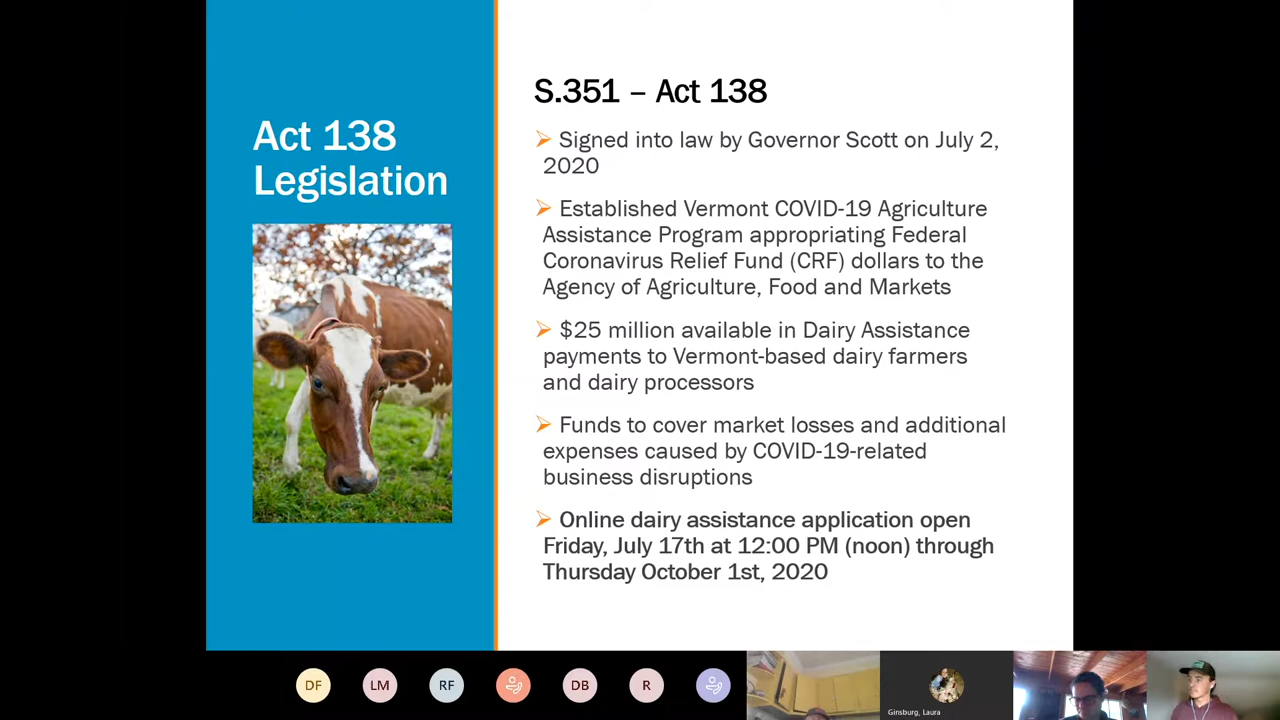 Act 138
Legislation
S.351 – Act 138
Signed into law by Governor Scott on July 2,
2020
Established Vermont COVID-19 Agriculture
Assistance Program appropriating Federal
Coronavirus Relief Fund (CRF) dollars to the
Agency of Agriculture, Food and Markets
$25 million available in Dairy Assistance
payments to Vermont-based dairy farmers
and dairy processors
Funds to cover market losses and additional
expenses caused by COVID-19-related
business disruptions
Online dairy assistance application open
Friday, July 17th at 12:00 PM (noon) through
Thursday October 1st, 2020
DF LM RF DB R
Ginsburg, Laura